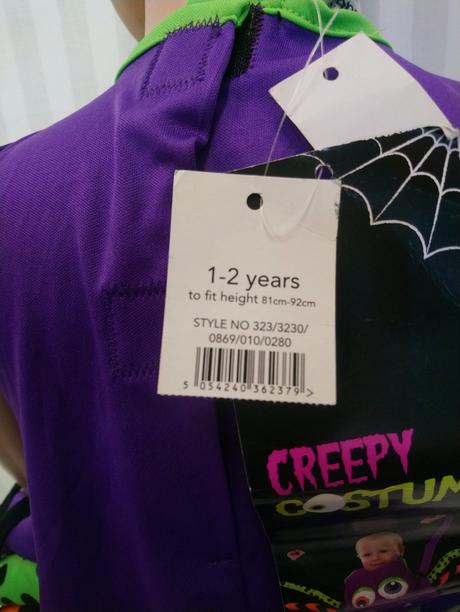 1-2 years
to fit height 81cm-92cm
STYLE NO 323/3230/
0869/010/0280
5 054240 362379 >
CREEPY
COSTUM